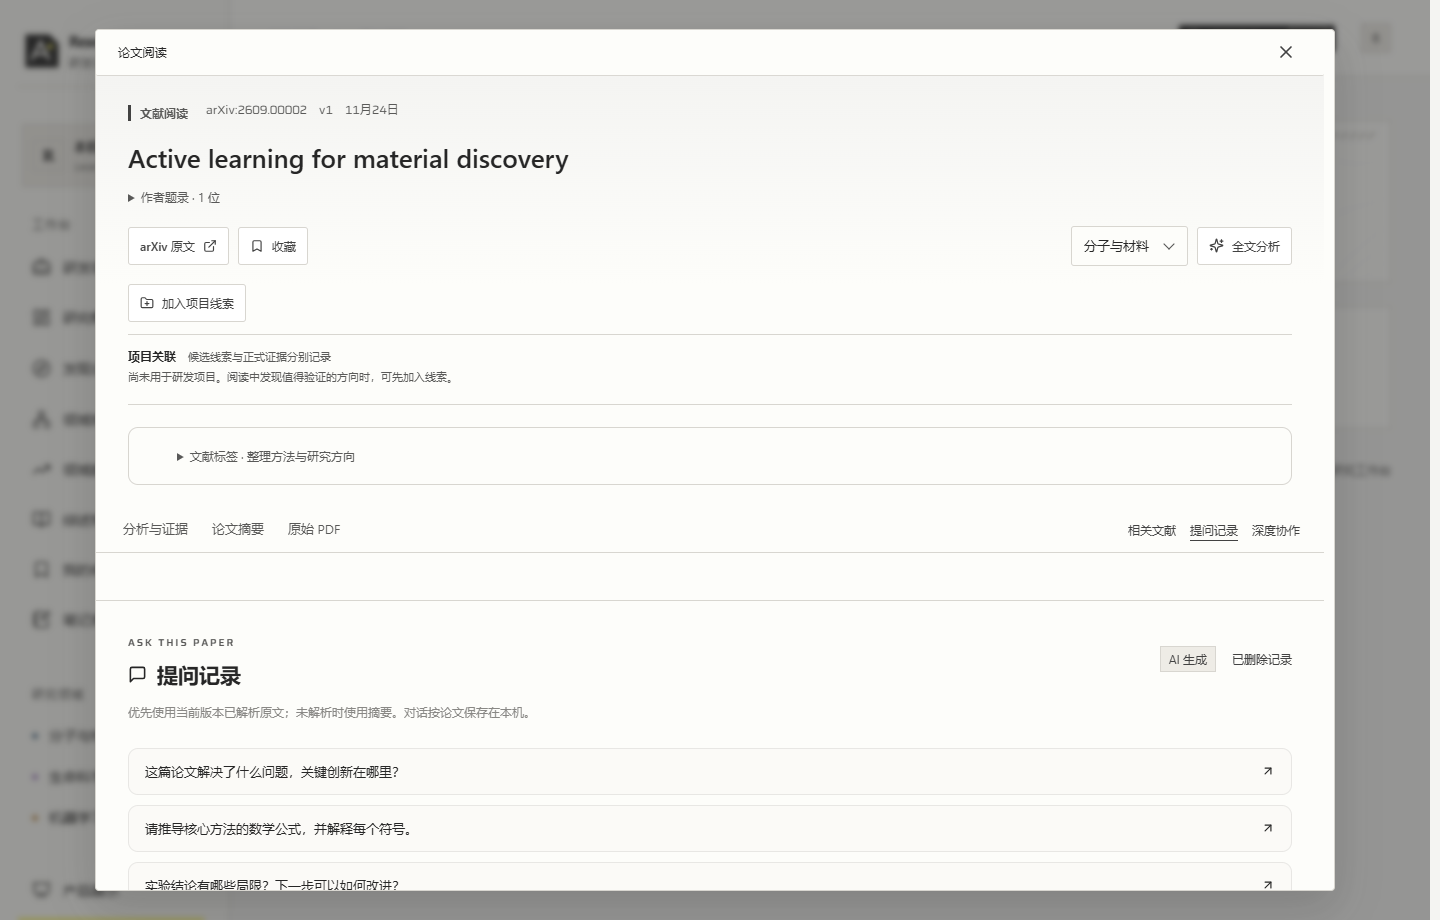 论文阅读
文献阅读 arXiv:2609.00002 v1 11月24日
Active learning for material discovery
作者题录 · 1 位
arXiv 原文 收藏 分子与材料 全文分析
加入项目线索
项目关联 候选线索与正式证据分别记录
尚未用于研发项目。阅读中发现值得验证的方向时，可先加入线索。
文献标签 · 整理方法与研究方向
分析与证据 论文摘要 原始 PDF 相关文献 提问记录 深度协作
ASK THIS PAPER
提问记录 AI 生成 已删除记录
优先使用当前版本已解析原文；未解析时使用摘要。对话按论文保存在本机。
这篇论文解决了什么问题，关键创新在哪里？
请推导核心方法的数学公式，并解释每个符号。
实验结论有哪些局限？下一步可以如何改进？